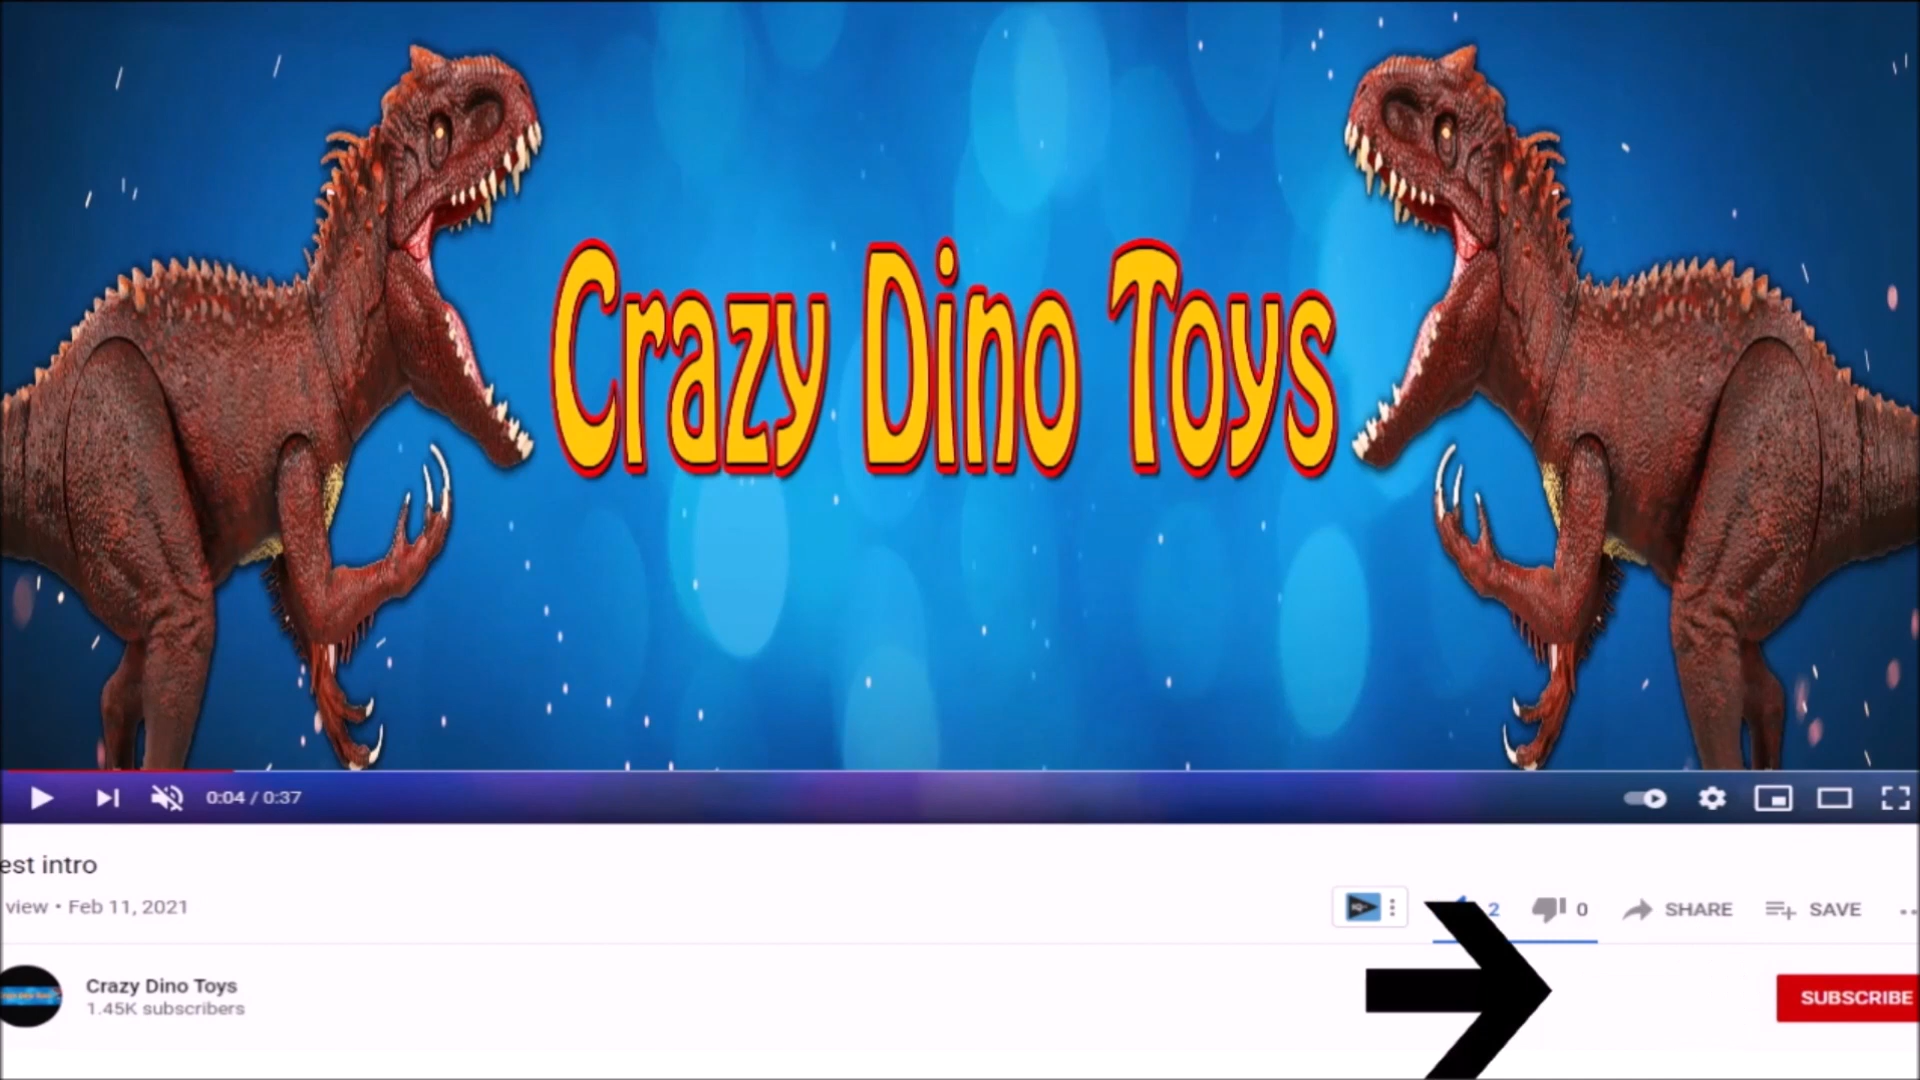 Crazy Dino Toys
0:04 / 0:37
est intro
view • Feb 11, 2021
2
0
SHARE
SAVE
Crazy Dino Toys
1.45K subscribers
SUBSCRIBE